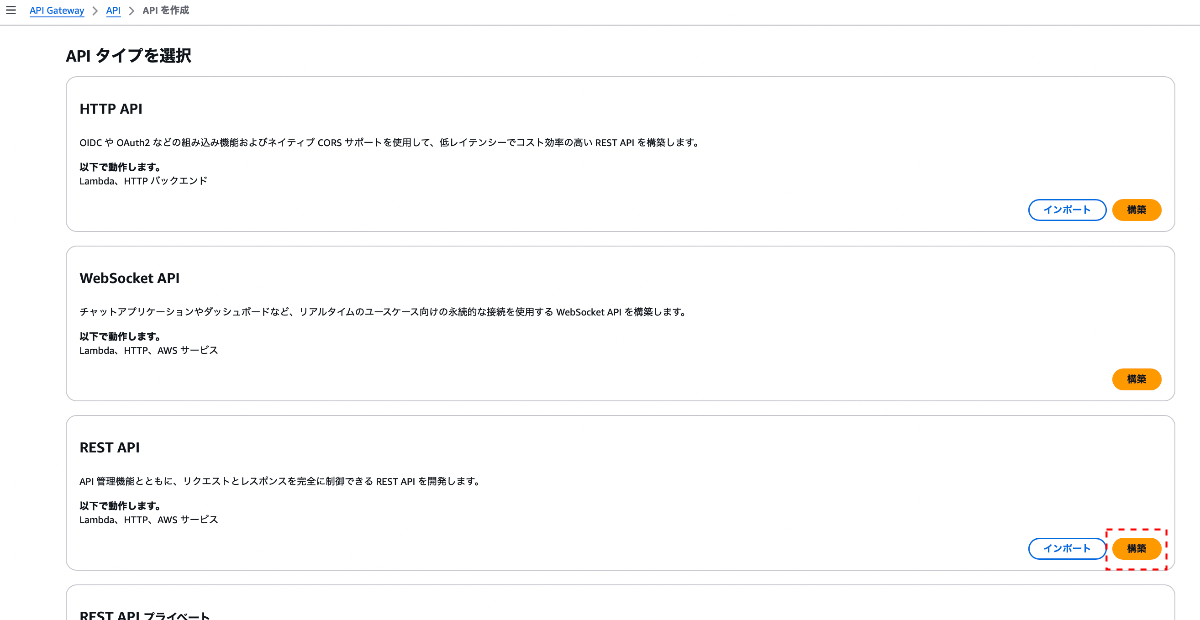 API Gateway > API > API を作成
API タイプを選択
HTTP API
OIDC や OAuth2 などの組み込み機能およびネイティブ CORS サポートを使用して、低レイテンシーでコスト効率の高い REST API を構築します。
以下で動作します。
Lambda、HTTP バックエンド
インポート 構築
WebSocket API
チャットアプリケーションやダッシュボードなど、リアルタイムのユースケース向けの永続的な接続を使用する WebSocket API を構築します。
以下で動作します。
Lambda、HTTP、AWS サービス
構築
REST API
API 管理機能とともに、リクエストとレスポンスを完全に制御できる REST API を開発します。
以下で動作します。
Lambda、HTTP、AWS サービス
インポート 構築
REST API プライベート